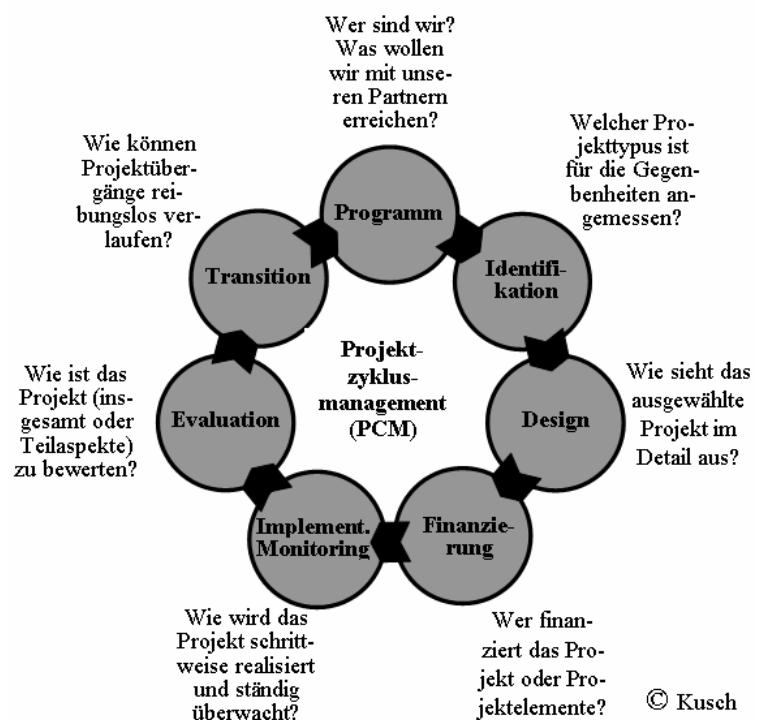 Wer sind wir?
Was wollen
wir mit unse-
ren Partnern
erreichen?
Programm
Welcher Pro-
jekttypus ist
für die Gegen-
benheiten an-
gemessen?
Identifi-
kation
Wie sieht das
ausgewählte
Projekt im
Detail aus?
Design
Wer finan-
ziert das Pro-
jekt oder Pro-
jektelemente?
Finanzie-
rung
Wie wird das
Projekt schritt-
weise realisiert
und ständig
überwacht?
Implement.
Monitoring
Wie ist das
Projekt (ins-
gesamt oder
Teilaspekte)
zu bewerten?
Evaluation
Wie können
Projektüber-
gänge rei-
bungslos ver-
laufen?
Transition
Projekt-
zyklus-
management
(PCM)
© Kusch